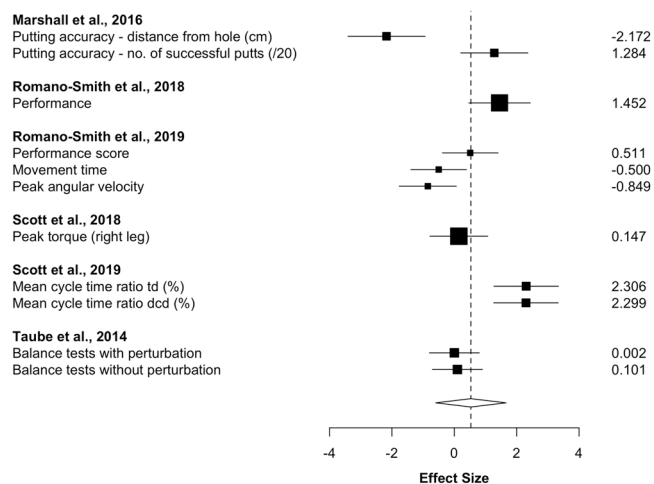 Marshall et al., 2016
Putting accuracy - distance from hole (cm) -2.172
Putting accuracy - no. of successful putts (/20) 1.284
Romano-Smith et al., 2018
Performance 1.452
Romano-Smith et al., 2019
Performance score 0.511
Movement time -0.500
Peak angular velocity -0.849
Scott et al., 2018
Peak torque (right leg) 0.147
Scott et al., 2019
Mean cycle time ratio td (%) 2.306
Mean cycle time ratio dcd (%) 2.299
Taube et al., 2014
Balance tests with perturbation 0.002
Balance tests without perturbation 0.101
-4 -2 0 2 4
Effect Size